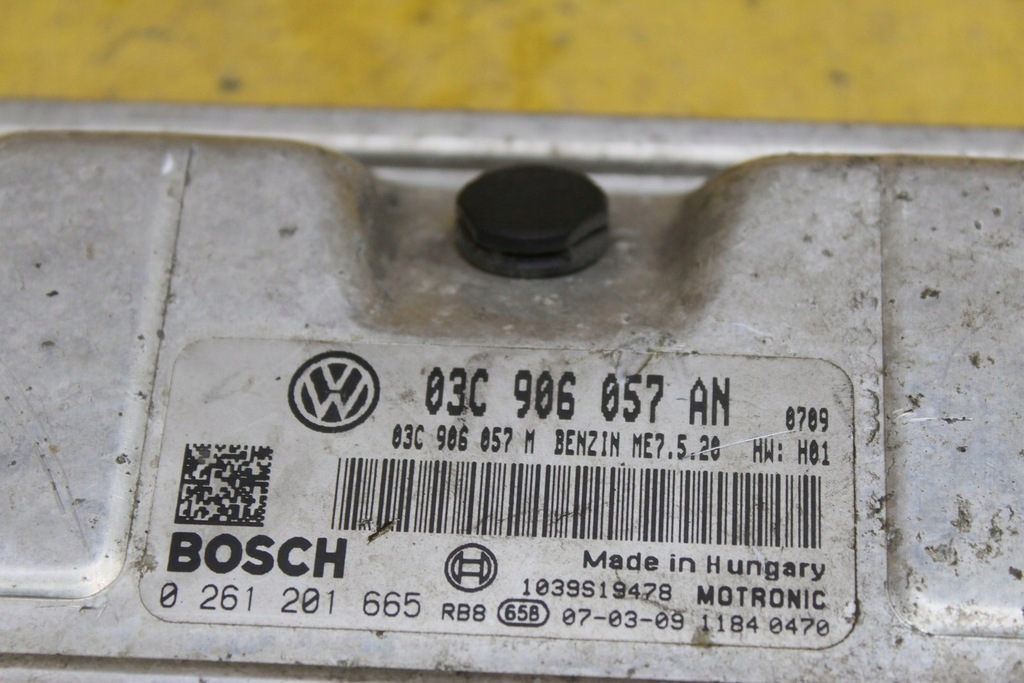 03C 906 057 AN 0709
03C 906 057 M BENZIN ME7.5.20 HW: H01
BOSCH
Made in Hungary
1039S19478 MOTRONIC
0 261 201 665 RB8 65B 07-03-09 1184 0470